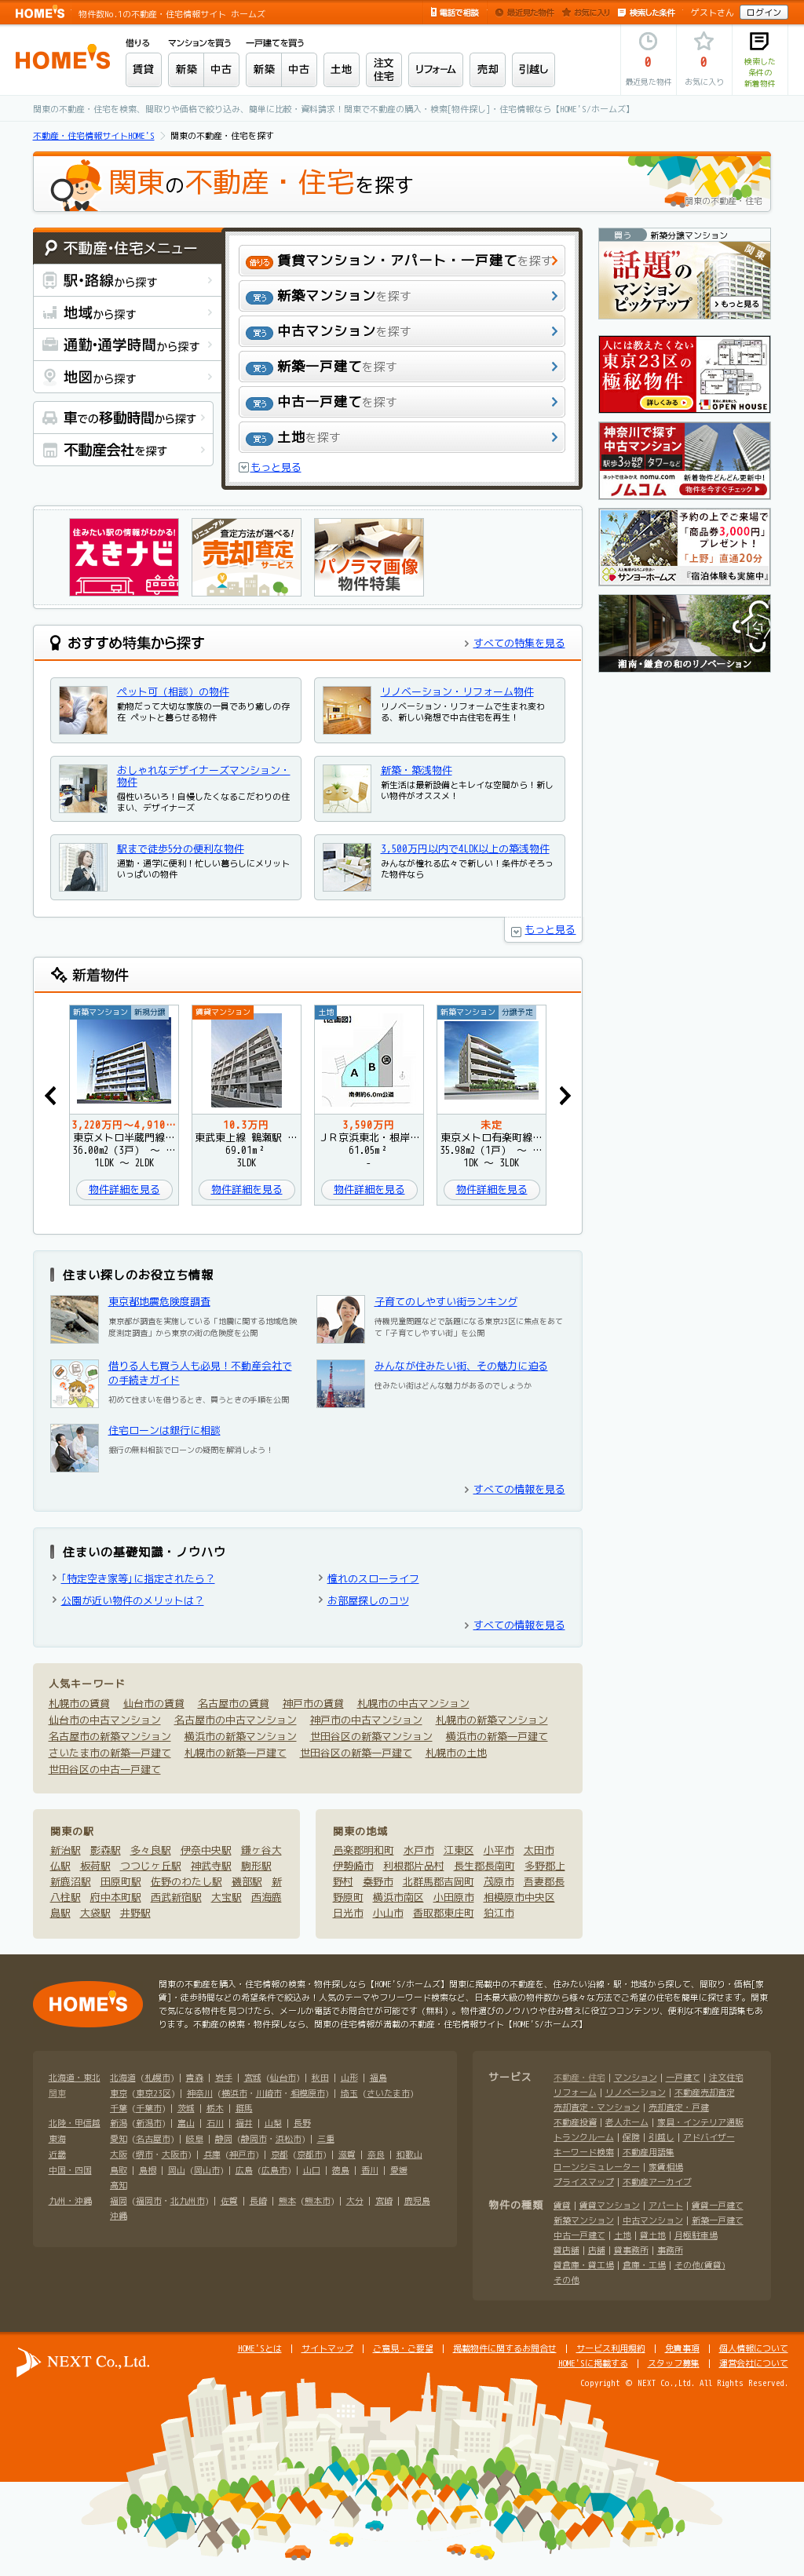 HOME'S 物件数No.1の不動産・住宅情報サイト ホームズ
電話で相談 最近見た物件 お気に入り 検索した条件 ゲストさん ログイン
HOME'S
借りる マンションを買う 一戸建てを買う
賃貸 新築 中古 新築 中古 土地 注文住宅 リフォーム 売却 引越し
0 最近見た物件
0 お気に入り
検索した
条件の
新着物件
関東の不動産・住宅を検索、間取りや価格で絞り込み、簡単に比較・資料請求！関東で不動産の購入・検索[物件探し]・住宅情報なら【HOME'S/ホームズ】
不動産・住宅情報サイトHOME'S 関東の不動産・住宅を探す
関東の不動産・住宅を探す
関東の不動産・住宅
不動産・住宅メニュー
駅・路線から探す
地域から探す
通勤・通学時間から探す
地図から探す
車での移動時間から探す
不動産会社を探す
借りる 賃貸マンション・アパート・一戸建てを探す
買う 新築マンションを探す
買う 中古マンションを探す
買う 新築一戸建てを探す
買う 中古一戸建てを探す
買う 土地を探す
もっと見る
買う 新築分譲マンション
関東
"話題"の
マンション
ピックアップ
もっと見る
人には教えたくない
東京23区の
極秘物件
詳しくみる
OPEN HOUSE
神奈川で探す
中古マンション
駅歩3分など タワーなど
ネットで住みかえ nomu.com
ノムコム
新着物件どんどん更新中！
物件を今すぐチェック
予約の上でご来場で
「商品券3,000円」
プレゼント！
「上野」直通20分
サンヨーホームズ
『宿泊体験も実施中』
湘南・鎌倉の和のリノベーション
住みたい駅の情報がわかる！
えきナビ
リニューアル
査定方法が選べる！
売却査定
サービス
パノラマ画像
物件特集
おすすめ特集から探す
すべての特集を見る
ペット可（相談）の物件
動物だって大切な家族の一員であり癒しの存在 ペットと暮らせる物件
リノベーション・リフォーム物件
リノベーション・リフォームで生まれ変わる、新しい発想で中古住宅を再生！
おしゃれなデザイナーズマンション・物件
個性いろいろ！自慢したくなるこだわりの住まい、デザイナーズ
新築・築浅物件
新生活は最新設備とキレイな空間から！新しい物件がオススメ！
駅まで徒歩5分の便利な物件
通勤・通学に便利！忙しい暮らしにメリットいっぱいの物件
3,500万円以内で4LDK以上の築浅物件
みんなが憧れる広々で新しい！条件がそろった物件なら
もっと見る
新着物件
新築マンション 新規分譲
3,220万円～4,910…
東京メトロ半蔵門線…
36.00m2（3戸） ～ …
1LDK ～ 2LDK
物件詳細を見る
賃貸マンション
10.3万円
東武東上線 鶴瀬駅 …
69.01m²
3LDK
物件詳細を見る
土地
【区画図】
A B 済
南側約6.0m公道
3,590万円
ＪＲ京浜東北・根岸…
61.05m²
-
物件詳細を見る
新築マンション 分譲予定
未定
東京メトロ有楽町線…
35.98m2（1戸） ～ …
1DK ～ 3LDK
物件詳細を見る
住まい探しのお役立ち情報
東京都地震危険度調査
東京都が調査を実施している「地震に関する地域危険度測定調査」から東京の街の危険度を公開
子育てのしやすい街ランキング
待機児童問題などで話題になる東京23区に焦点をあてて「子育てしやすい街」を公開
借りる人も買う人も必見！不動産会社での手続きガイド
初めて住まいを借りるとき、買うときの手順を公開
みんなが住みたい街、その魅力に迫る
住みたい街はどんな魅力があるのでしょうか
住宅ローンは銀行に相談
銀行の無料相談でローンの疑問を解消しよう！
すべての情報を見る
住まいの基礎知識・ノウハウ
｢特定空き家等｣に指定されたら？
憧れのスローライフ
公園が近い物件のメリットは？
お部屋探しのコツ
すべての情報を見る
人気キーワード
札幌市の賃貸 仙台市の賃貸 名古屋市の賃貸 神戸市の賃貸 札幌市の中古マンション
仙台市の中古マンション 名古屋市の中古マンション 神戸市の中古マンション 札幌市の新築マンション
名古屋市の新築マンション 横浜市の新築マンション 世田谷区の新築マンション 横浜市の新築一戸建て
さいたま市の新築一戸建て 札幌市の新築一戸建て 世田谷区の新築一戸建て 札幌市の土地
世田谷区の中古一戸建て
関東の駅
新治駅 影森駅 多々良駅 伊奈中央駅 鎌ヶ谷大
仏駅 板荷駅 つつじヶ丘駅 神武寺駅 駒形駅
新鹿沼駅 田原町駅 佐野のわたし駅 磯部駅 新
八柱駅 府中本町駅 西武新宿駅 大宝駅 西海鹿
島駅 大袋駅 井野駅
関東の地域
邑楽郡明和町 水戸市 江東区 小平市 太田市
伊勢崎市 利根郡片品村 長生郡長南町 多野郡上
野村 秦野市 北群馬郡吉岡町 茂原市 吾妻郡長
野原町 横浜市南区 小田原市 相模原市中央区
日光市 小山市 香取郡東庄町 狛江市
HOME'S
関東の不動産を購入・住宅情報の検索・物件探しなら【HOME'S/ホームズ】関東に掲載中の不動産を、住みたい沿線・駅・地域から探して、間取り・価格[家賃]・徒歩時間などの希望条件で絞込み！人気のテーマやフリーワード検索など、日本最大級の物件数から様々な方法でご希望の住宅を簡単に探せます。関東で気になる物件を見つけたら、メールか電話でお問合せが可能です（無料）。物件選びのノウハウや住み替えに役立つコンテンツ、便利な不動産用語集もあります。不動産の検索・物件探しなら、関東の住宅情報が満載の不動産・住宅情報サイト【HOME'S/ホームズ】
北海道・東北 北海道（札幌市）| 青森 | 岩手 | 宮城（仙台市）| 秋田 | 山形 | 福島
関東 東京（東京23区）| 神奈川（横浜市・川崎市・相模原市）| 埼玉（さいたま市）
千葉（千葉市）| 茨城 | 栃木 | 群馬
北陸・甲信越 新潟（新潟市）| 富山 | 石川 | 福井 | 山梨 | 長野
東海 愛知（名古屋市）| 岐阜 | 静岡（静岡市・浜松市）| 三重
近畿 大阪（堺市・大阪市）| 兵庫（神戸市）| 京都（京都市）| 滋賀 | 奈良 | 和歌山
中国・四国 鳥取 | 島根 | 岡山（岡山市）| 広島（広島市）| 山口 | 徳島 | 香川 | 愛媛
高知
九州・沖縄 福岡（福岡市・北九州市）| 佐賀 | 長崎 | 熊本（熊本市）| 大分 | 宮崎 | 鹿児島
沖縄
サービス 不動産・住宅 | マンション | 一戸建て | 注文住宅
リフォーム | リノベーション | 不動産売却査定
売却査定・マンション | 売却査定・戸建
不動産投資 | 老人ホーム | 家具・インテリア通販
トランクルーム | 保険 | 引越し | アドバイザー
キーワード検索 | 不動産用語集
ローンシミュレーター | 家賃相場
プライスマップ | 不動産アーカイブ
物件の種類 賃貸 | 賃貸マンション | アパート | 賃貸一戸建て
新築マンション | 中古マンション | 新築一戸建て
中古一戸建て | 土地 | 貸土地 | 月極駐車場
貸店舗 | 店舗 | 貸事務所 | 事務所
貸倉庫・貸工場 | 倉庫・工場 | その他(賃貸)
その他
NEXT Co.,Ltd.
HOME'Sとは | サイトマップ | ご意見・ご要望 | 掲載物件に関するお問合せ | サービス利用規約 | 免責事項 | 個人情報について
HOME'Sに掲載する | スタッフ募集 | 運営会社について
Copyright © NEXT Co.,Ltd. All Rights Reserved.